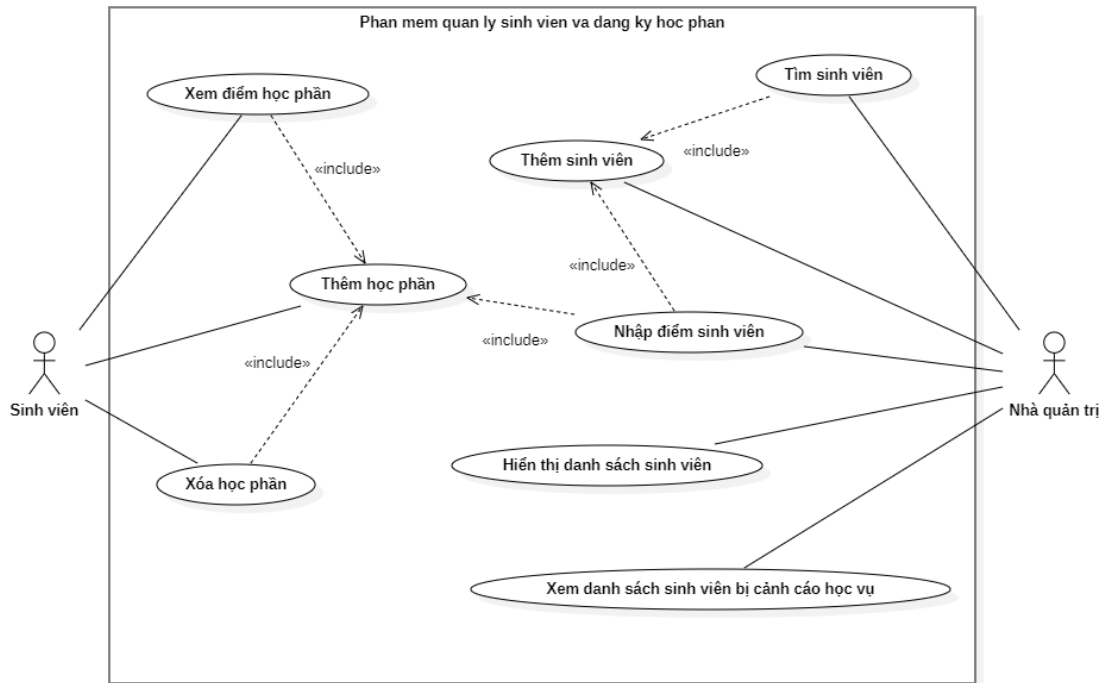 Phan mem quan ly sinh vien va dang ky hoc phan
Tìm sinh viên
Xem điểm học phần
«include»
Thêm sinh viên
«include»
«include»
Thêm học phần
Nhập điểm sinh viên
«include»
«include»
Sinh viên
Nhà quản trị
Hiển thị danh sách sinh viên
Xóa học phần
Xem danh sách sinh viên bị cảnh cáo học vụ